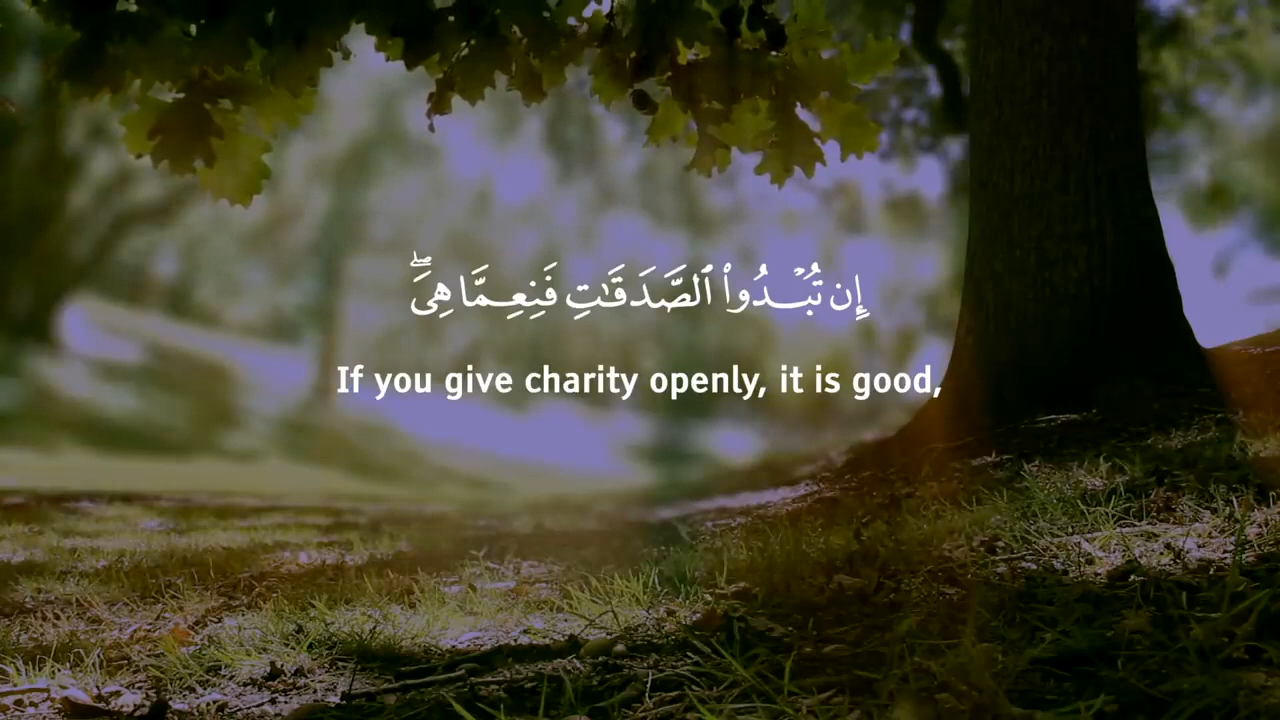 إِن تُبۡدُواْ ٱلصَّدَقَٰتِ فَنِعِمَّا هِيَۖ
If you give charity openly, it is good,